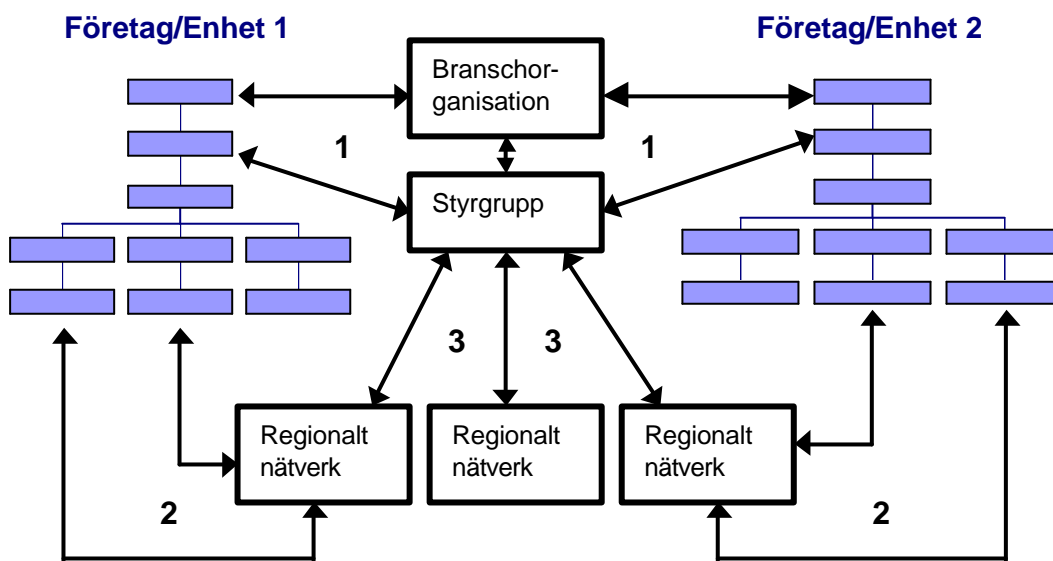 Företag/Enhet 1
Företag/Enhet 2
Branschor-
ganisation
1
1
Styrgrupp
3
3
Regionalt
nätverk
Regionalt
nätverk
Regionalt
nätverk
2
2